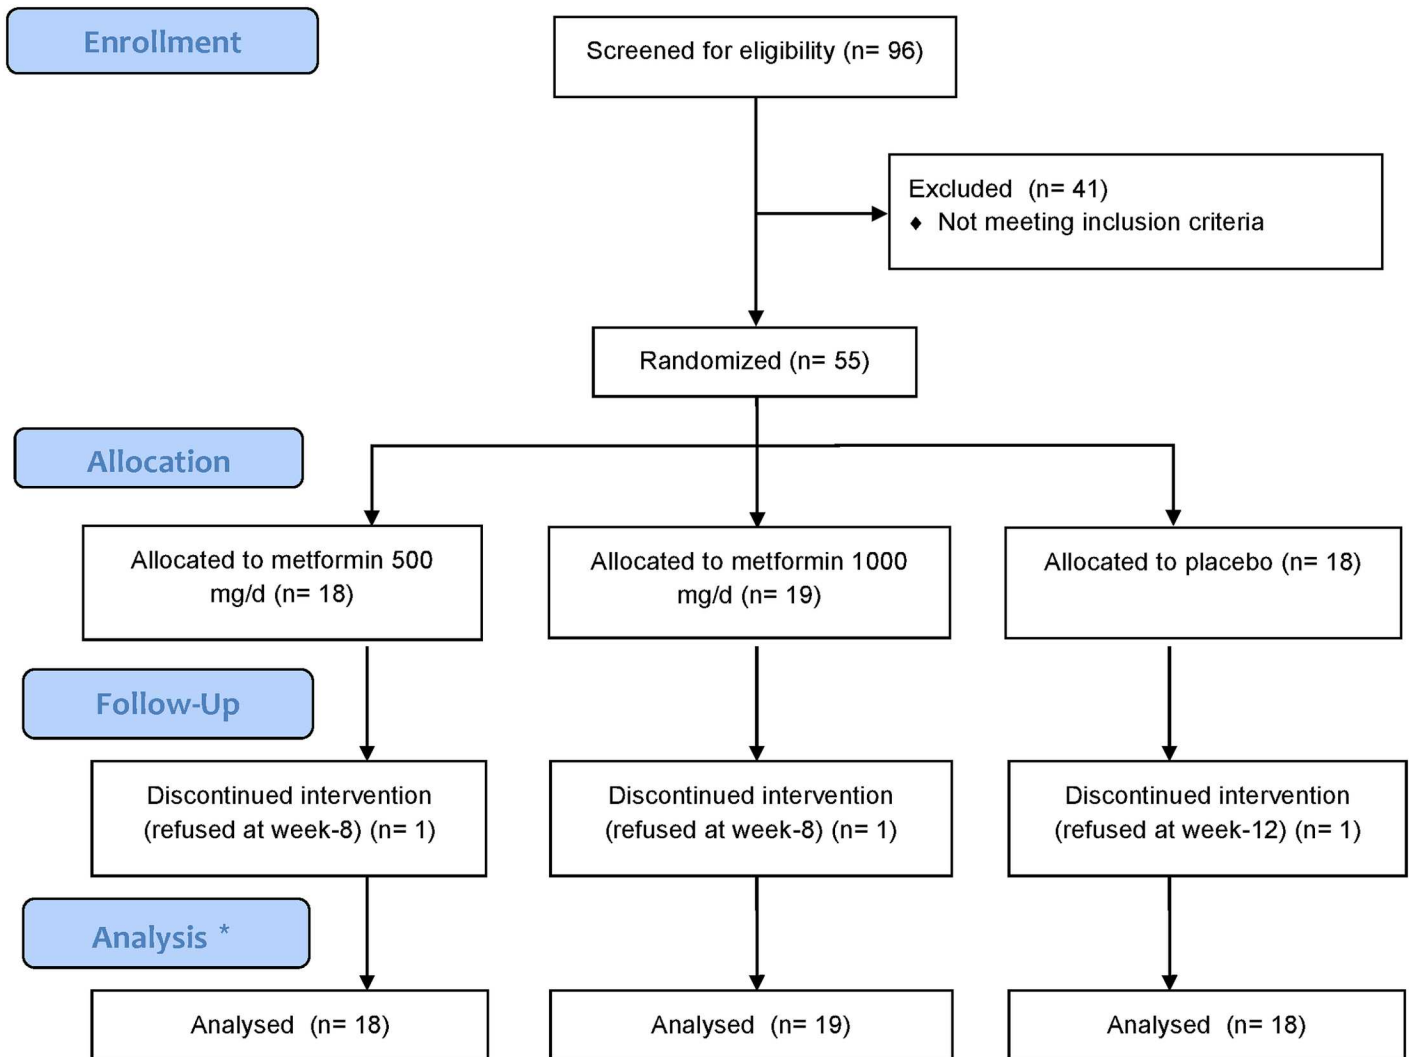 Enrollment
Screened for eligibility (n= 96)
Excluded (n= 41)
♦ Not meeting inclusion criteria
Randomized (n= 55)
Allocation
Allocated to metformin 500
mg/d (n= 18)
Allocated to metformin 1000
mg/d (n= 19)
Allocated to placebo (n= 18)
Follow-Up
Discontinued intervention
(refused at week-8) (n= 1)
Discontinued intervention
(refused at week-8) (n= 1)
Discontinued intervention
(refused at week-12) (n= 1)
Analysis *
Analysed (n= 18)
Analysed (n= 19)
Analysed (n= 18)